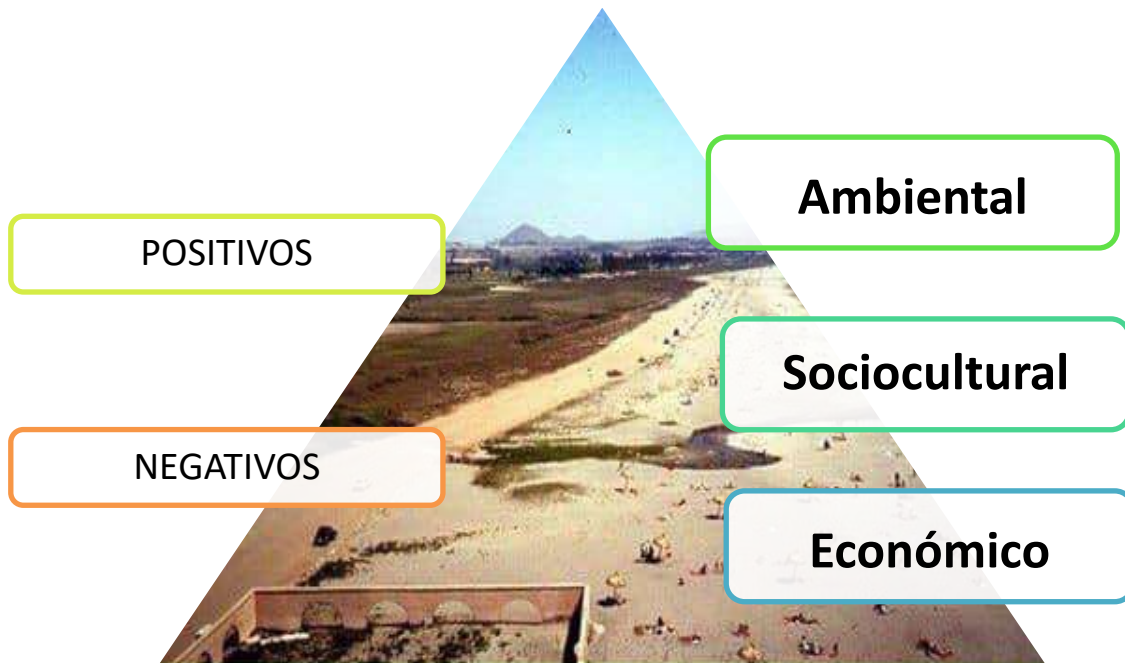 POSITIVOS
NEGATIVOS
Ambiental
Sociocultural
Económico